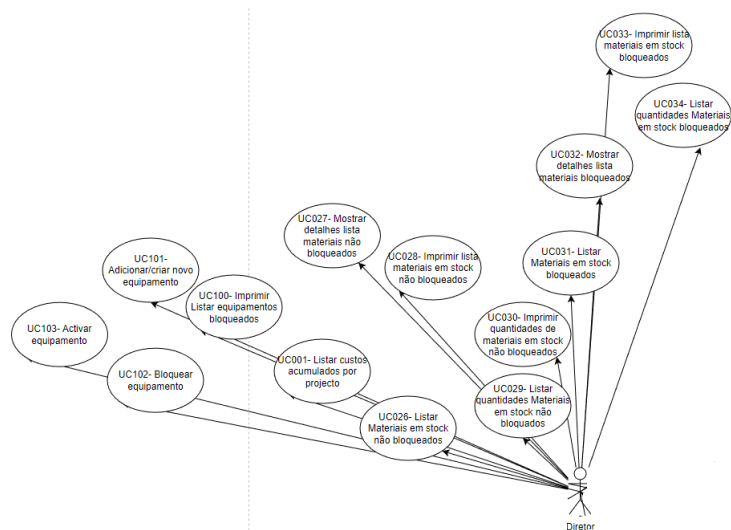 UC033- Imprimir lista
materiais em stock
bloqueados
UC034- Listar
quantidades Materiais
em stock bloqueados
UC032- Mostrar
detalhes lista
materiais bloqueados
UC027- Mostrar
detalhes lista
materiais não
bloqueados
UC028- Imprimir lista
materiais em stock
não bloqueados
UC031- Listar
Materiais em stock
bloqueados
UC101-
Adicionar/criar novo
equipamento
UC100- Imprimir
Listar equipamentos
bloqueados
UC030- Imprimir
quantidades de
materiais em stock
não bloqueados
UC103- Activar
equipamento
UC102- Bloquear
equipamento
UC001- Listar custos
acumulados por
projecto
UC029- Listar
quantidades Materiais
em stock não
bloquados
UC026- Listar
Materiais em stock
não bloqueados
Diretor